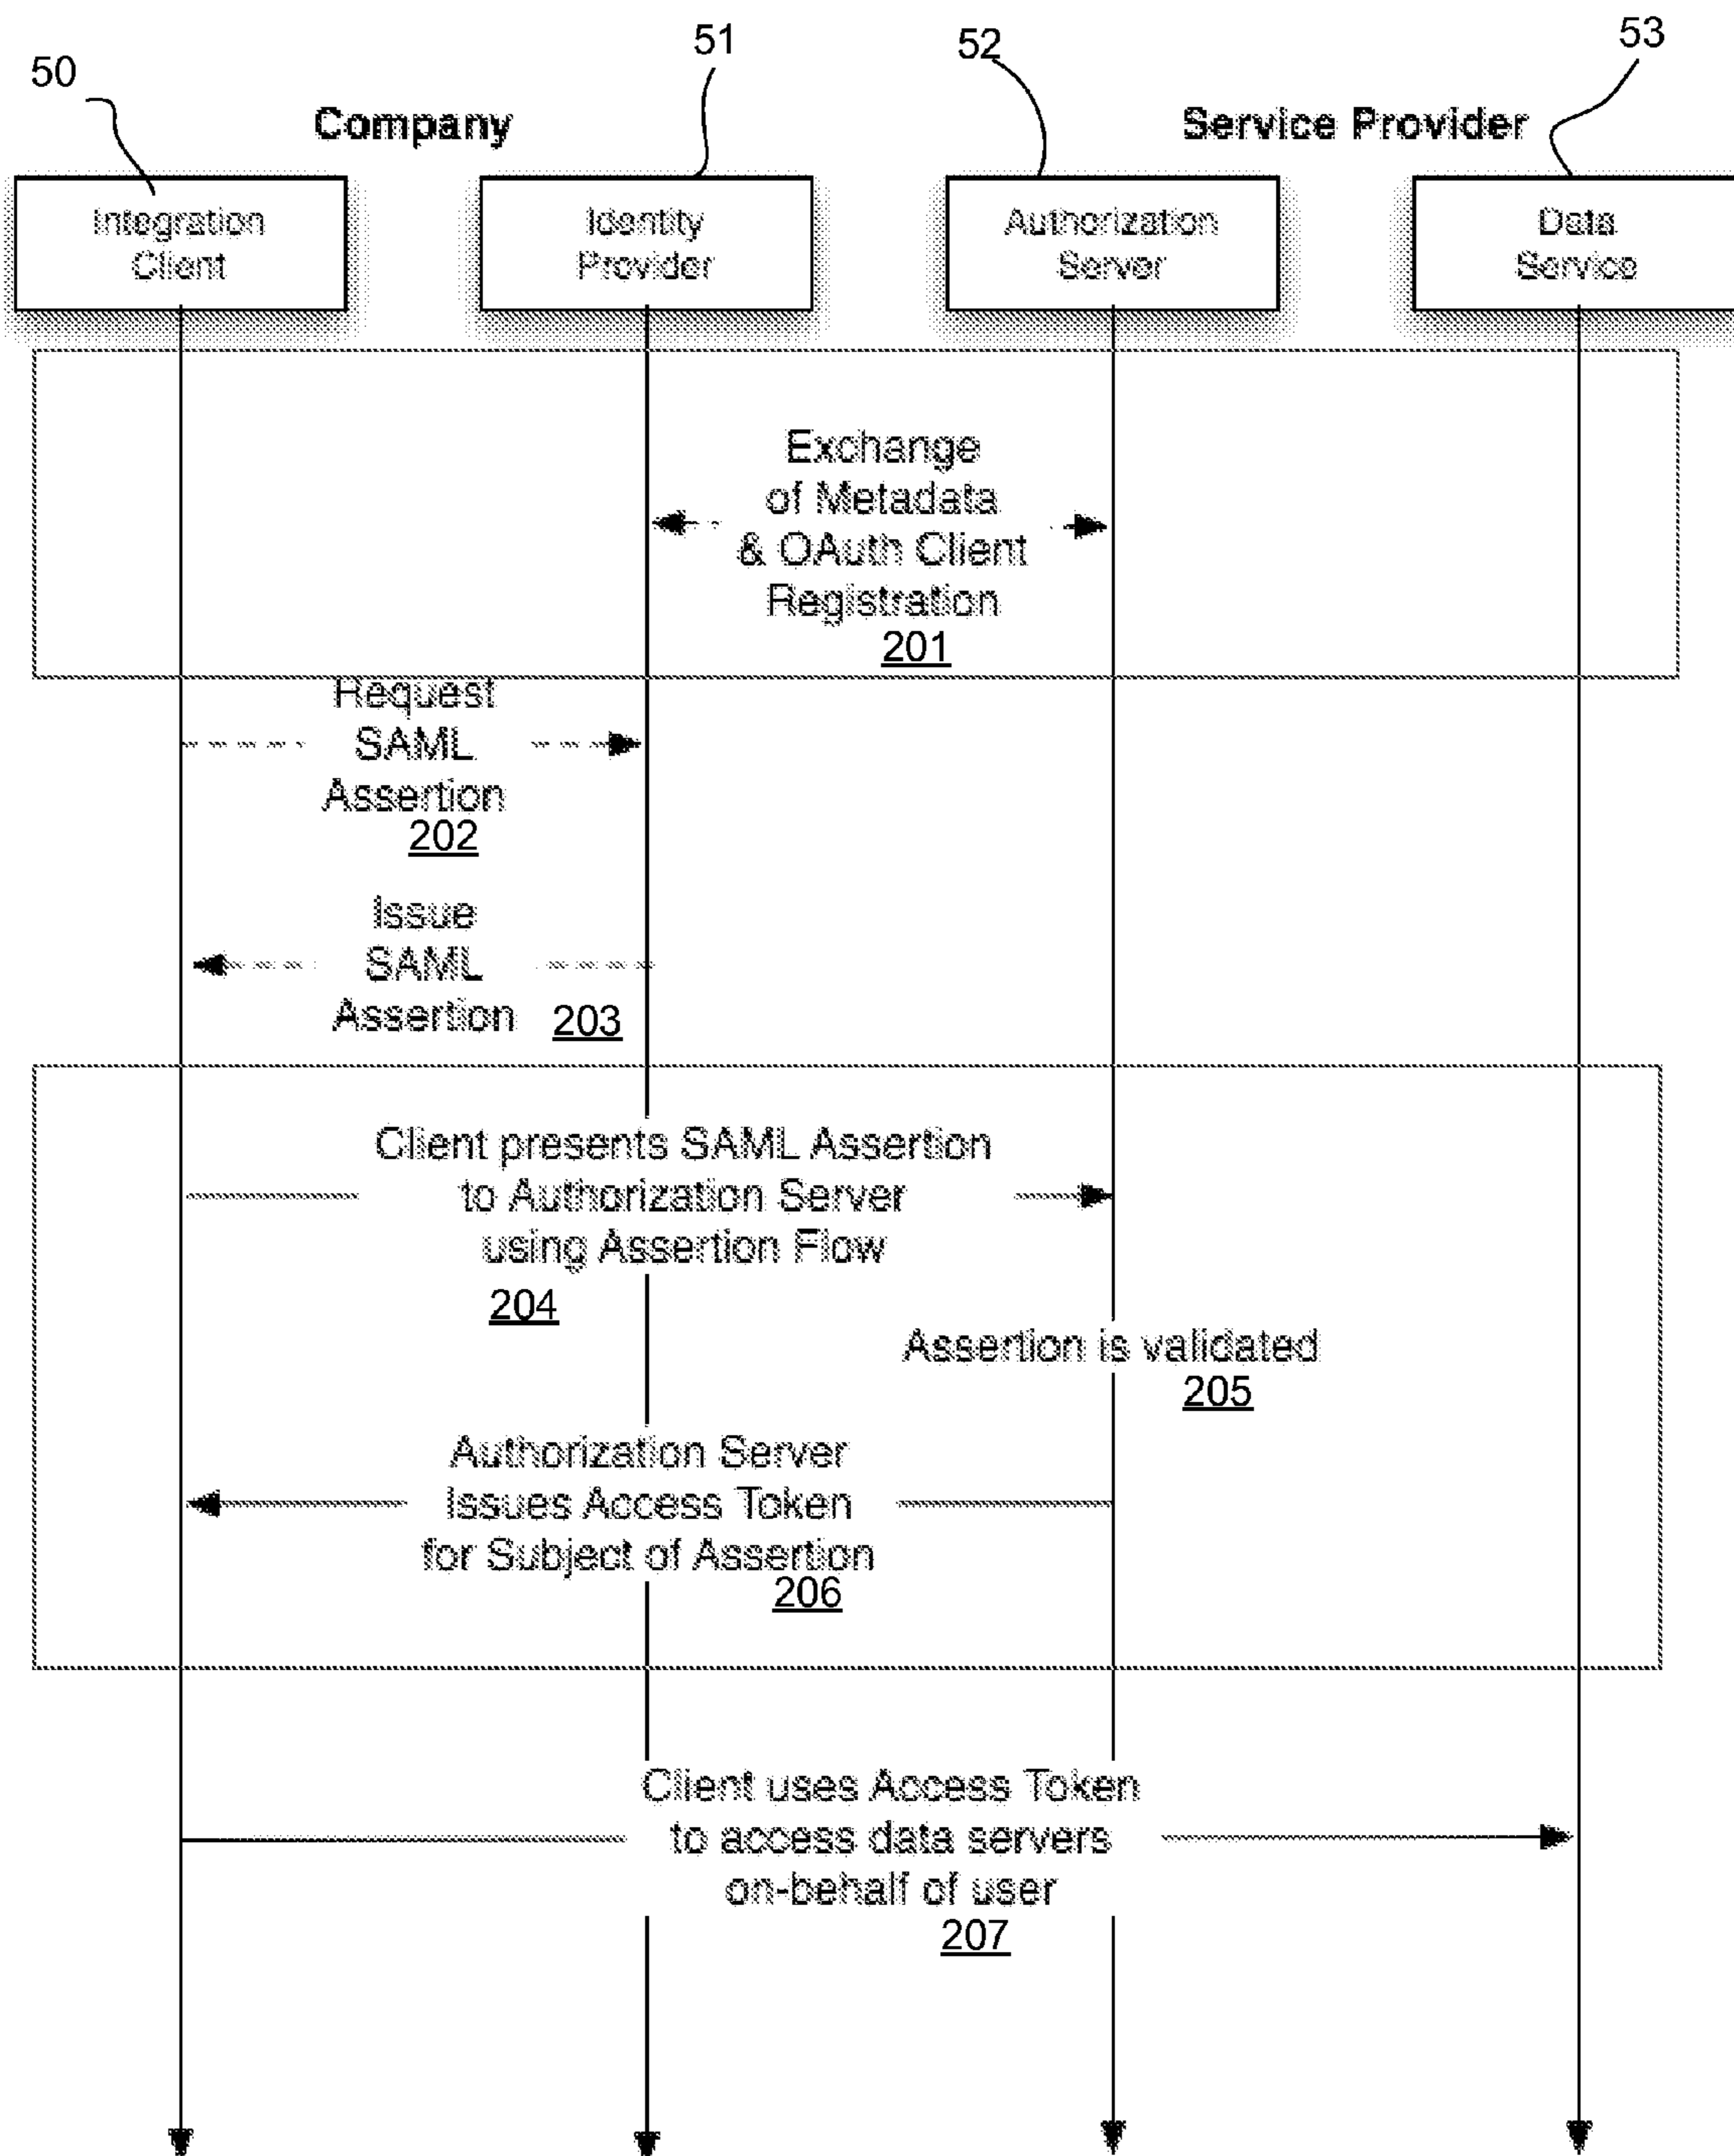 50
51
52
53
Company
Service Provider
Integration
Client
Identity
Provider
Authorization
Server
Data
Service
Exchange
of Metadata
& OAuth Client
Registration
201
Request
SAML
Assertion
202
Issue
SAML
Assertion 203
Client presents SAML Assertion
to Authorization Server
using Assertion Flow
204
Assertion is validated
205
Authorization Server
Issues Access Token
for Subject of Assertion
206
Client uses Access Token
to access data servers
on-behalf of user
207